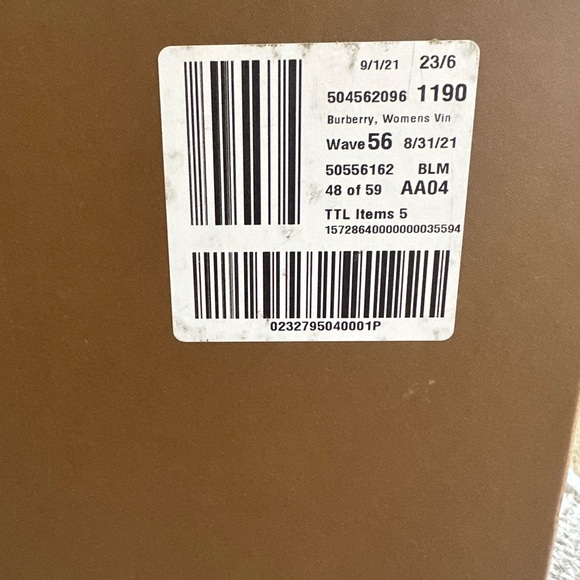 9/1/21 23/6
504562096 1190
Burberry, Womens Vin
Wave 56 8/31/21
50556162 BLM
48 of 59 AA04
TTL Items 5
15728640000000035594
0232795040001P